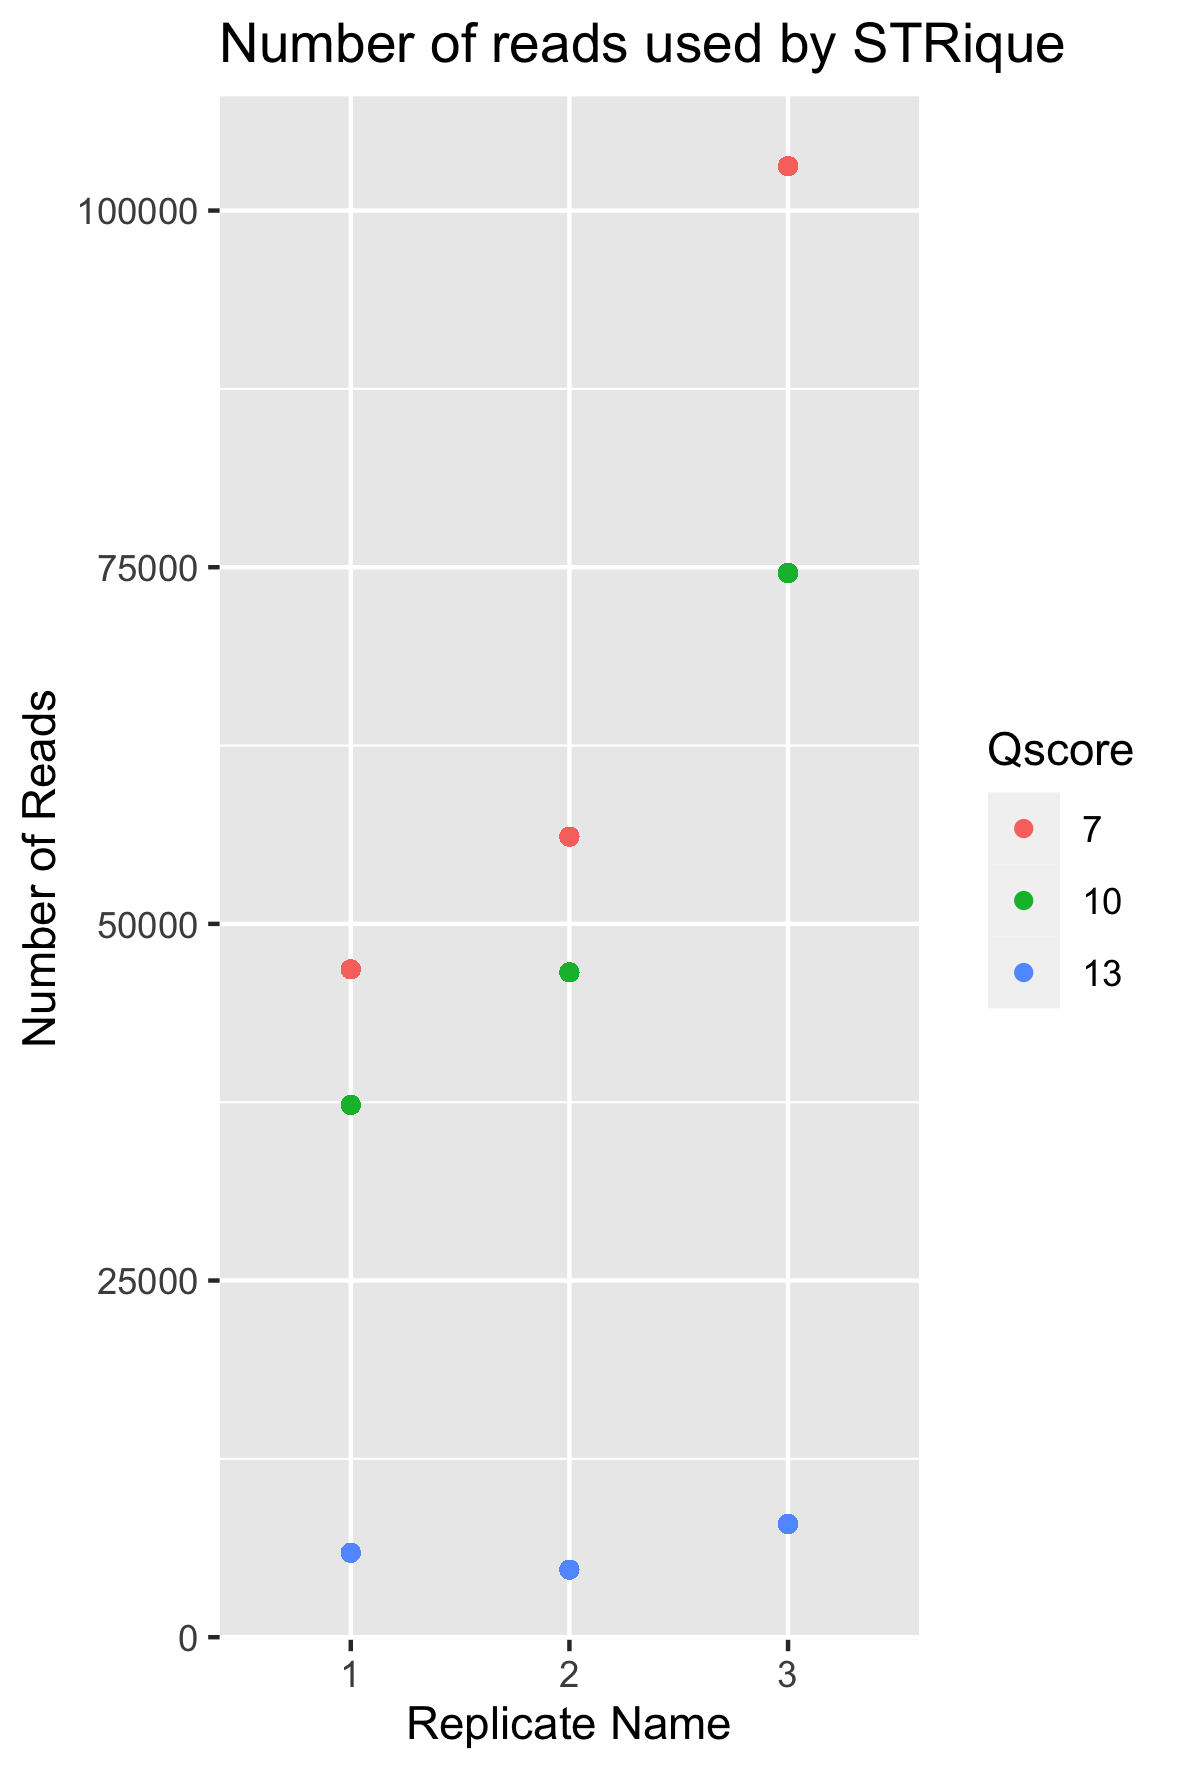 Number of reads used by STRique
100000
75000
50000
25000
0
Number of Reads
1 2 3
Replicate Name
Qscore
7
10
13